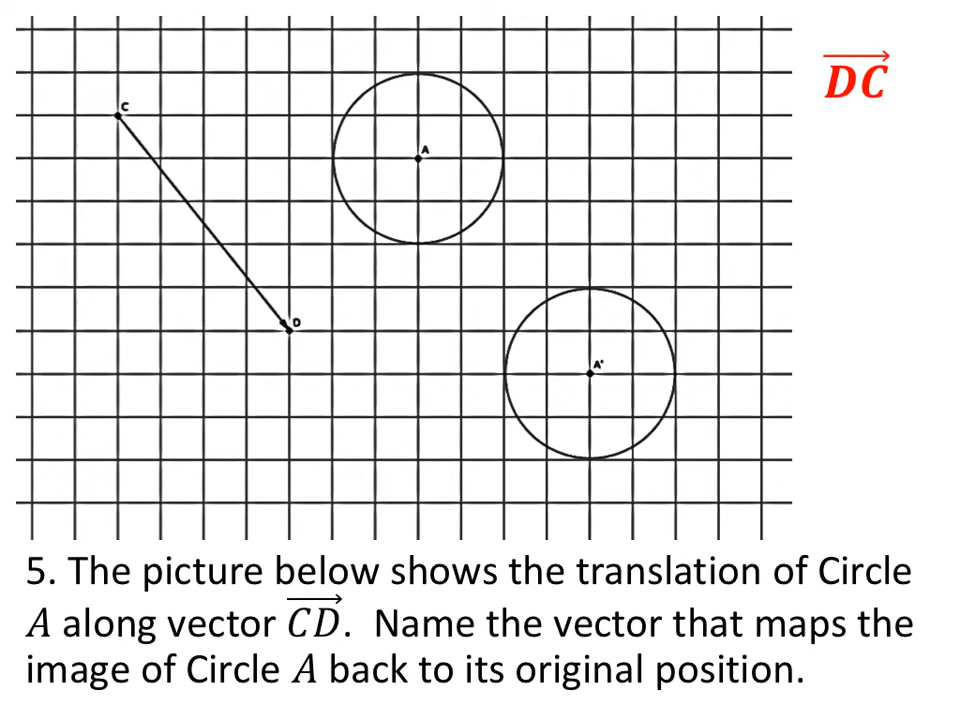 C
A
D
A'
DC
5. The picture below shows the translation of Circle
A along vector CD. Name the vector that maps the
image of Circle A back to its original position.